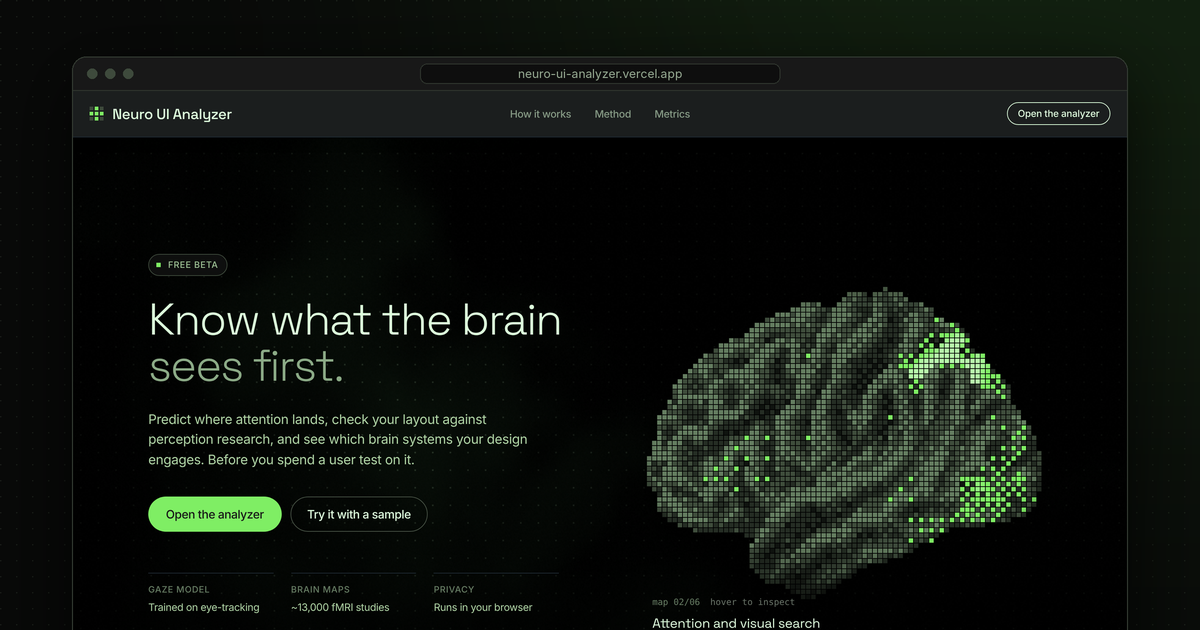 neuro-ui-analyzer.vercel.app
Neuro UI Analyzer
How it works
Method
Metrics
Open the analyzer
FREE BETA
Know what the brain
sees first.
Predict where attention lands, check your layout against
perception research, and see which brain systems your design
engages. Before you spend a user test on it.
Open the analyzer
Try it with a sample
GAZE MODEL
Trained on eye-tracking
BRAIN MAPS
~13,000 fMRI studies
PRIVACY
Runs in your browser
map 02/06 hover to inspect
Attention and visual search